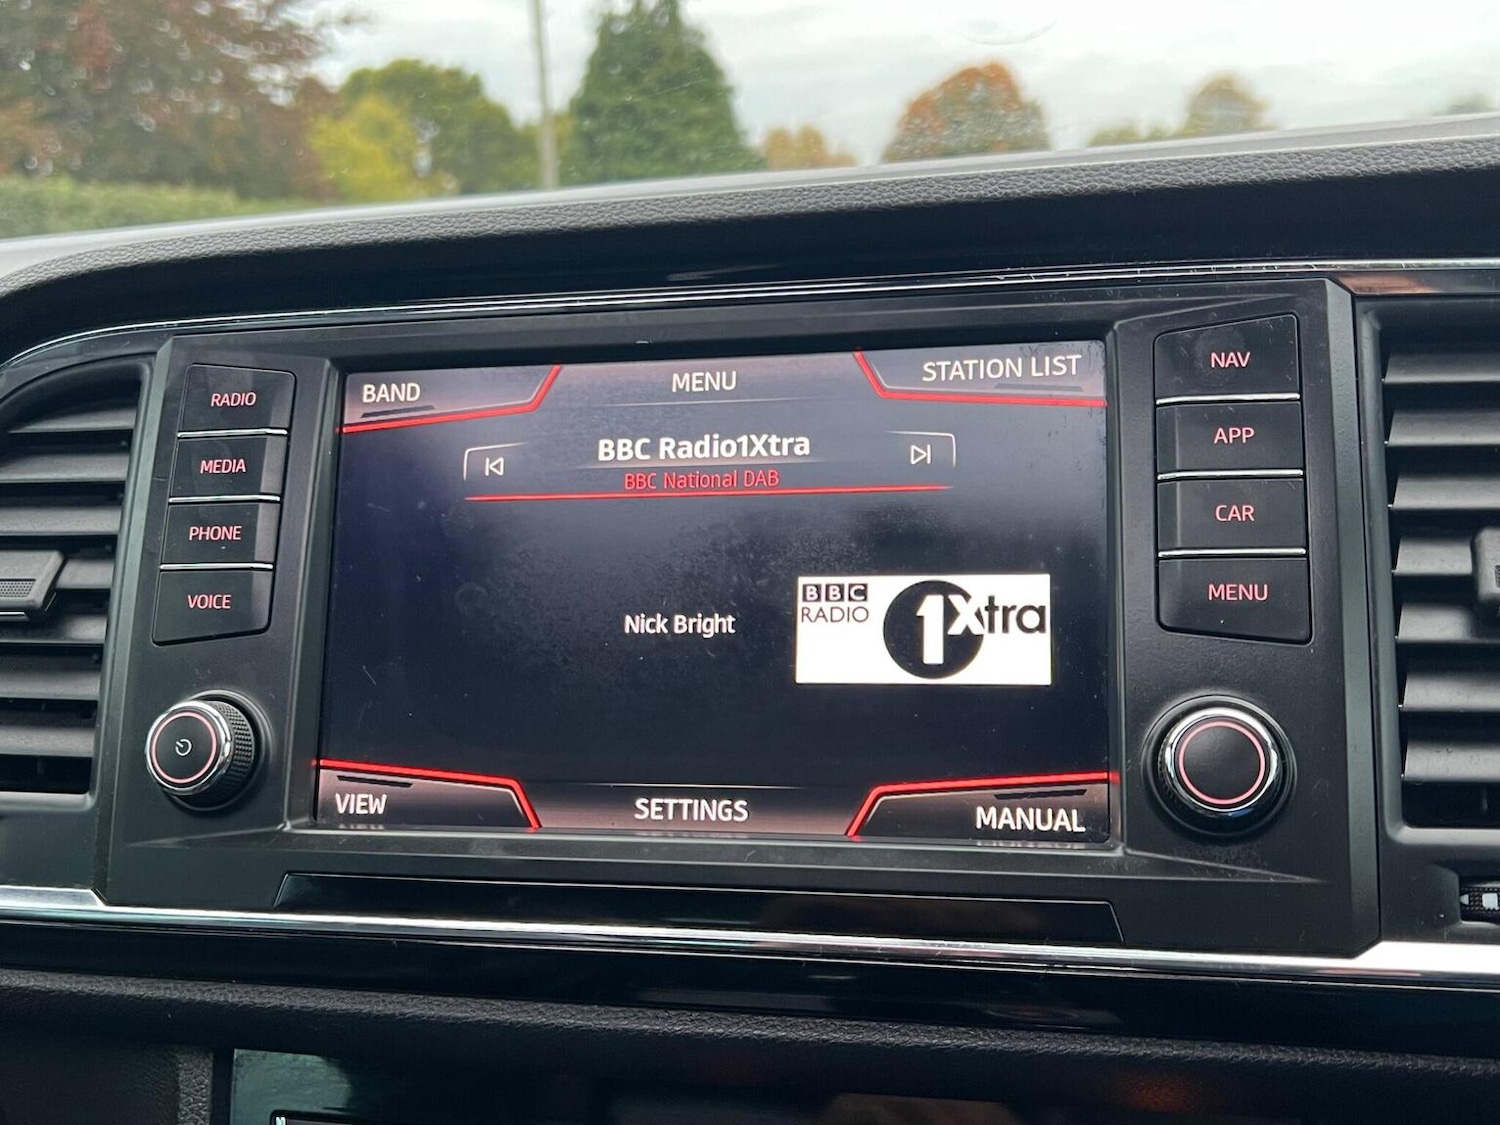 BAND
MENU
STATION LIST
BBC Radio1Xtra
BBC National DAB
Nick Bright
BBC
RADIO
1Xtra
VIEW
SETTINGS
MANUAL
RADIO
MEDIA
PHONE
VOICE
NAV
APP
CAR
MENU